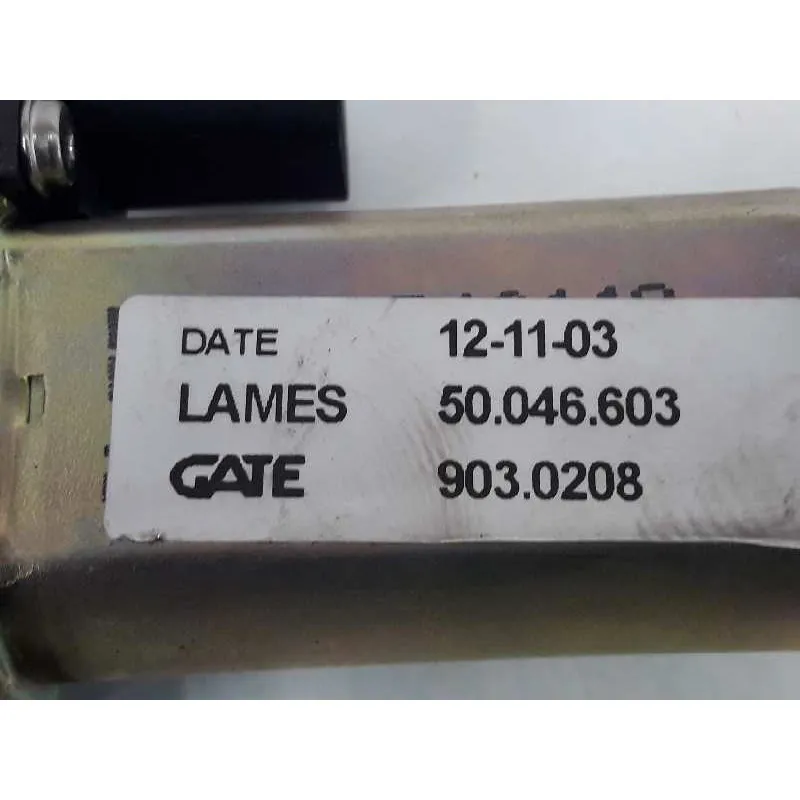 DATE 12-11-03
LAMES 50.046.603
GATE 903.0208